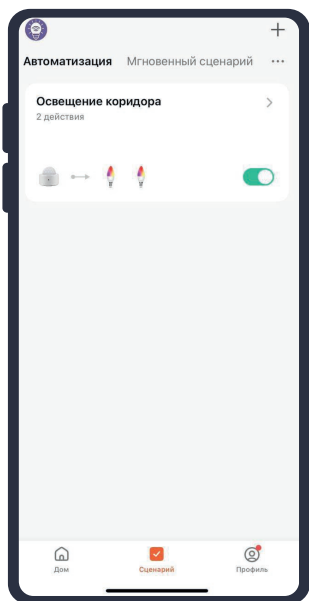 Автоматизация Мгновенный сценарий ...
Освещение коридора
2 действия
Дом Сценарий Профиль